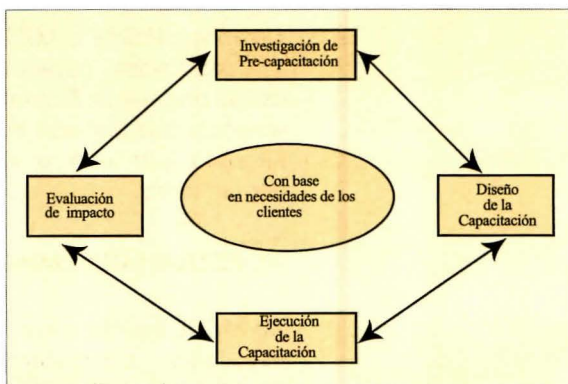 Investigación de
Pre-capacitación
Con base
en necesidades de los
clientes
Evaluación
de impacto
Diseño
de la
Capacitación
Ejecución
de la
Capacitación